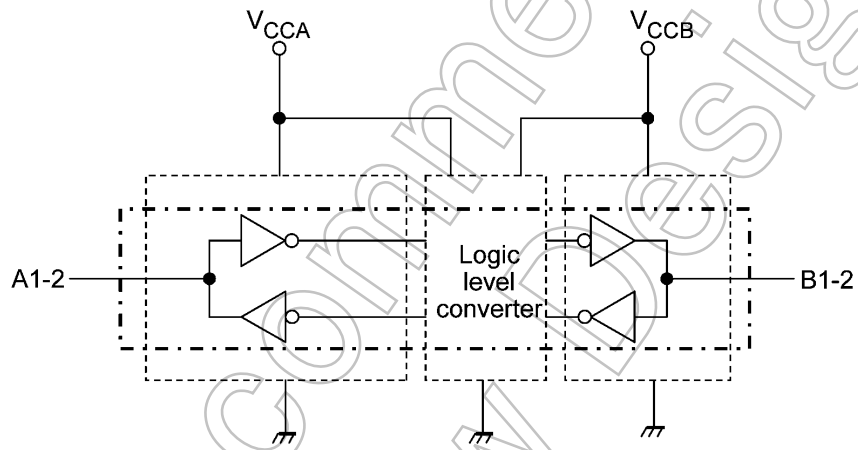 VCCA
VCCB
A1-2
Logic
level
converter
B1-2